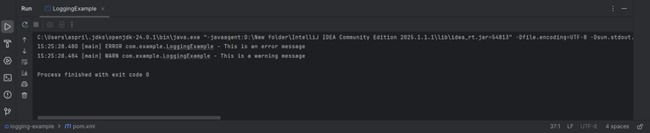 Run LoggingExample
C:\Users\aspri\.jdks\openjdk-24.0.1\bin\java.exe "-javaagent:D:\New folder\IntelliJ IDEA Community Edition 2025.1.1.1\lib\idea_rt.jar=54813" -Dfile.encoding=UTF-8 -Dsun.stdout.
15:25:28.480 [main] ERROR com.example.LoggingExample - This is an error message
15:25:28.484 [main] WARN com.example.LoggingExample - This is a warning message
Process finished with exit code 0
logging-example > pom.xml 37:1 LF UTF-8 4 spaces